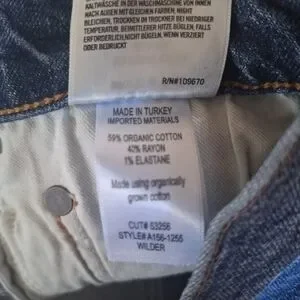 KALTWÄSCHE IN DER WASCHMASCHINE VON INNEN
NACH AUSSEN MIT GLEICHEN FARBEN, NICHT
BLEICHEN, TROCKNEN IM TROCKNER BEI NIEDRIGER
TEMPERATUR, BEMITTELTER HITZE BÜGELN, FALLS
ERFORDERLICH NICHT BÜGELN, WENN VERZIERT
ODER BEDRUCKT
R/N#109670
MADE IN TURKEY
IMPORTED MATERIALS
59% ORGANIC COTTON
40% RAYON
1% ELASTANE
Made using organically
grown cotton
CUT# 53256
STYLE# A156-1255
WILDER